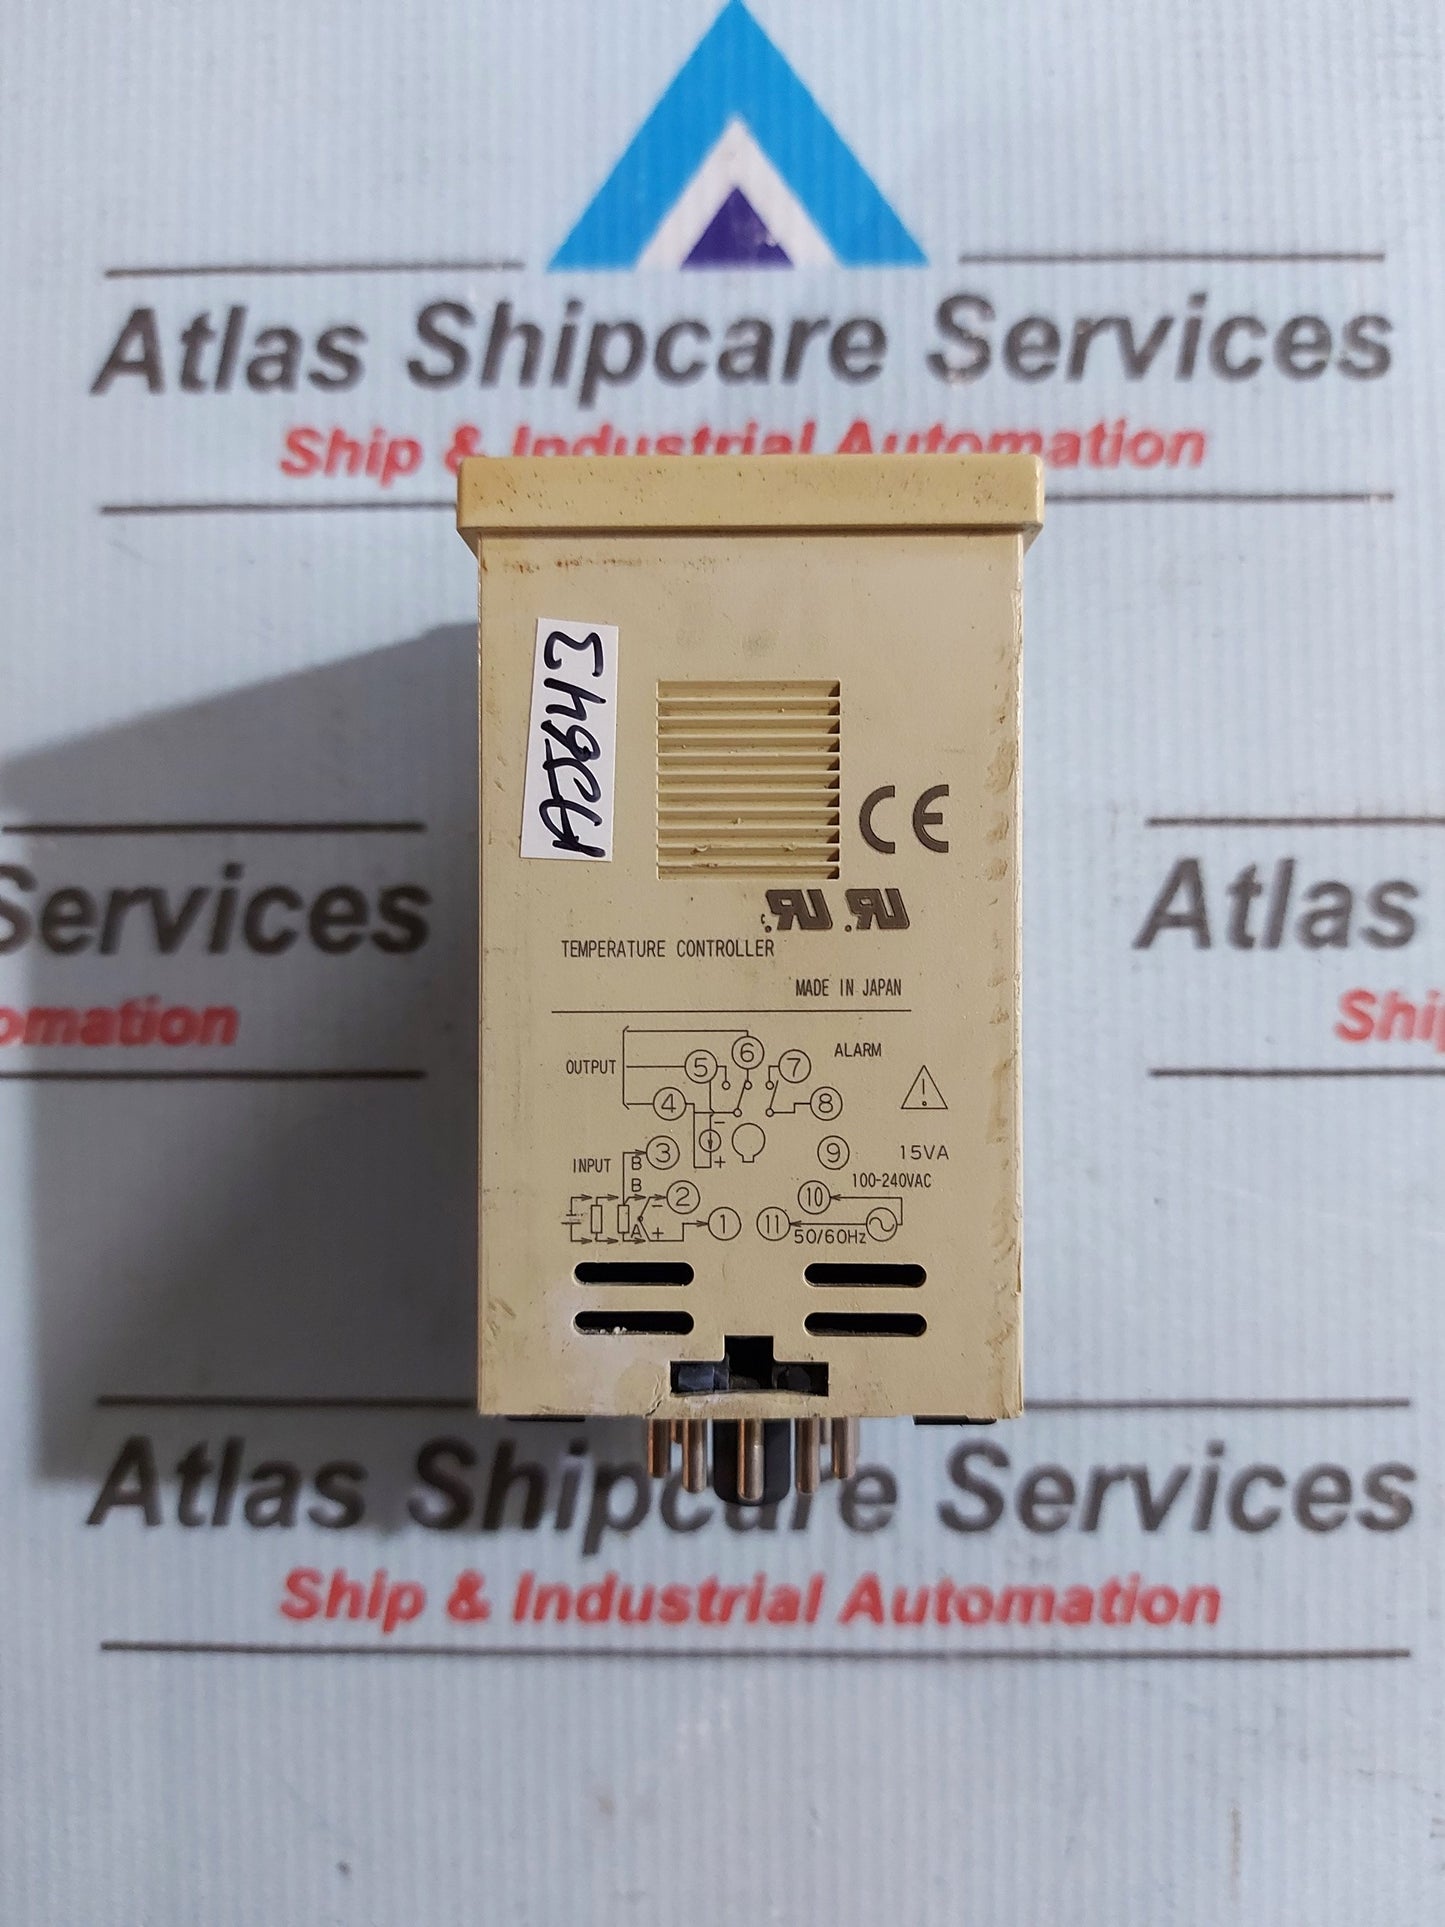 Atlas Shipcare Services
Ship & Industrial Automation
A35643
CE
TEMPERATURE CONTROLLER
MADE IN JAPAN
OUTPUT
ALARM
4 5 6 7 8
INPUT
B 3
- +
9
15VA
B
- 2
10
100-240VAC
A + 1
11
50/60Hz
Services
omation
Atlas
Ship
Atlas Shipcare Services
Ship & Industrial Automation